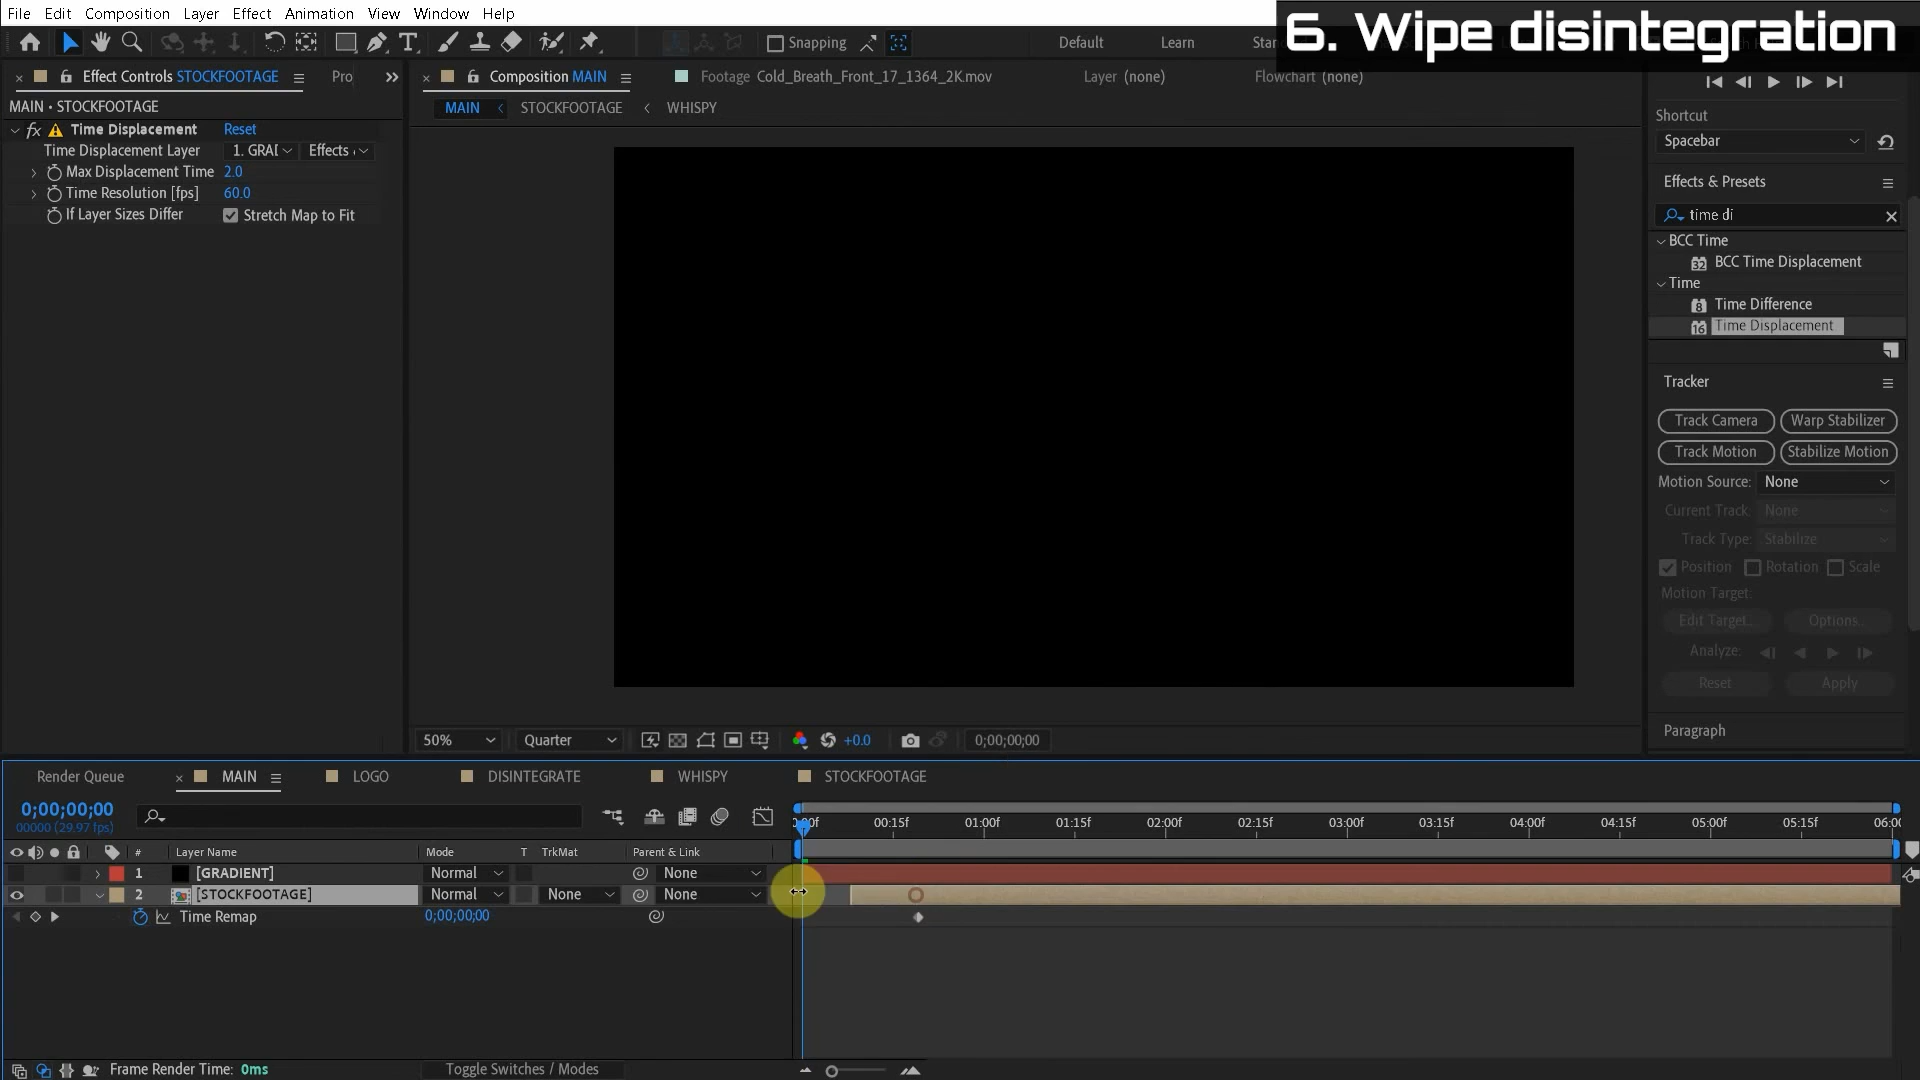 File Edit Composition Layer Effect Animation View Window Help
6. Wipe disintegration
Snapping
Default Learn
Effect Controls STOCKFOOTAGE Pro
Composition MAIN
Footage Cold_Breath_Front_17_1364_2K.mov
Layer (none)
Flowchart (none)
MAIN • STOCKFOOTAGE
MAIN STOCKFOOTAGE WHISPY
fx Time Displacement Reset
Time Displacement Layer 1. GRAI Effects
Max Displacement Time 2.0
Time Resolution [fps] 60.0
If Layer Sizes Differ Stretch Map to Fit
Shortcut
Spacebar
Effects & Presets
time di
BCC Time
32 BCC Time Displacement
Time
8 Time Difference
16 Time Displacement
Tracker
Track Camera Warp Stabilizer
Track Motion Stabilize Motion
Motion Source: None
Current Track: None
Track Type: Stabilize
Position Rotation Scale
Motion Target:
Edit Target... Options...
Analyze:
Reset Apply
Paragraph
50% Quarter +0.0 0;00;00;00
Render Queue MAIN LOGO DISINTEGRATE WHISPY STOCKFOOTAGE
0;00;00;00
00000 (29.97 fps)
00:15f 01:00f 01:15f 02:00f 02:15f 03:00f 03:15f 04:00f 04:15f 05:00f 05:15f
# Layer Name Mode T TrkMat Parent & Link
1 [GRADIENT] Normal None
2 [STOCKFOOTAGE] Normal None None
Time Remap 0;00;00;00
Frame Render Time: 0ms Toggle Switches / Modes